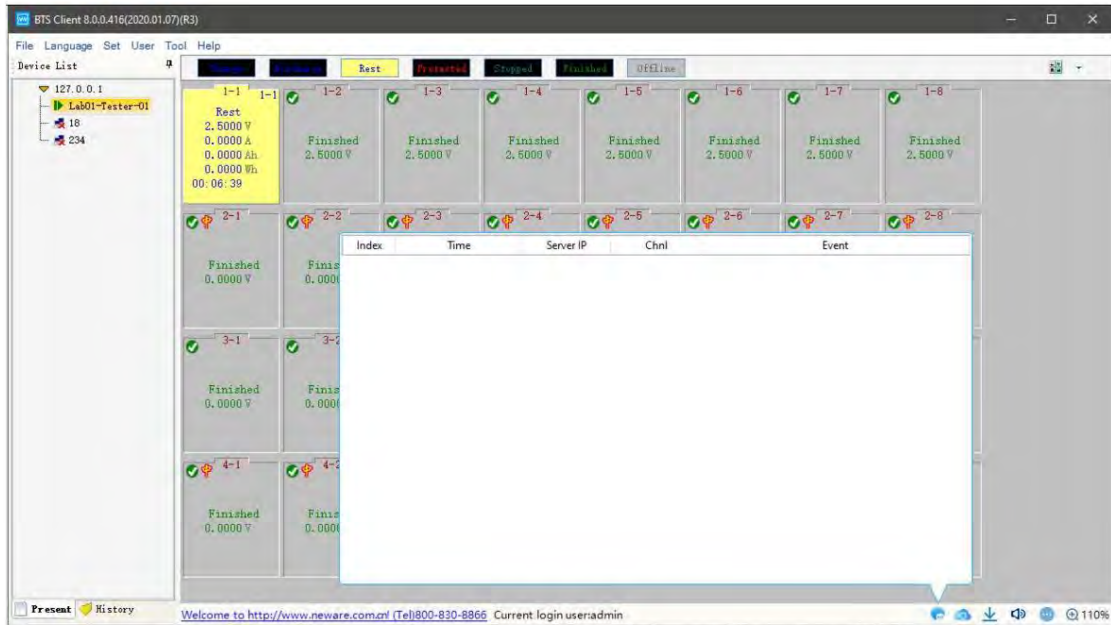 BTS Client 8.0.0.416(2020.01.07)(R3)
File Language Set User Tool Help
Device List
Rest Protected Stopped Finished Offline
127.0.0.1
Lab01-Tester-01
18
234
1-1 1-1 1-2 1-3 1-4 1-5 1-6 1-7 1-8
Rest
2.5000 V
0.0000 A
0.0000 Ah
0.0000 Wh
00:06:39
Finished Finished Finished Finished Finished Finished Finished
2.5000 V 2.5000 V 2.5000 V 2.5000 V 2.5000 V 2.5000 V 2.5000 V
2-1 2-2 2-3 2-4 2-5 2-6 2-7 2-8
Index Time Server IP Chnl Event
Finished
0.0000 V
3-1
Finished
0.0000 V
4-1
Finished
0.0000 V
Present History
Welcome to http://www.neware.com.cn! (Tel)800-830-8866 Current login user:admin
110%